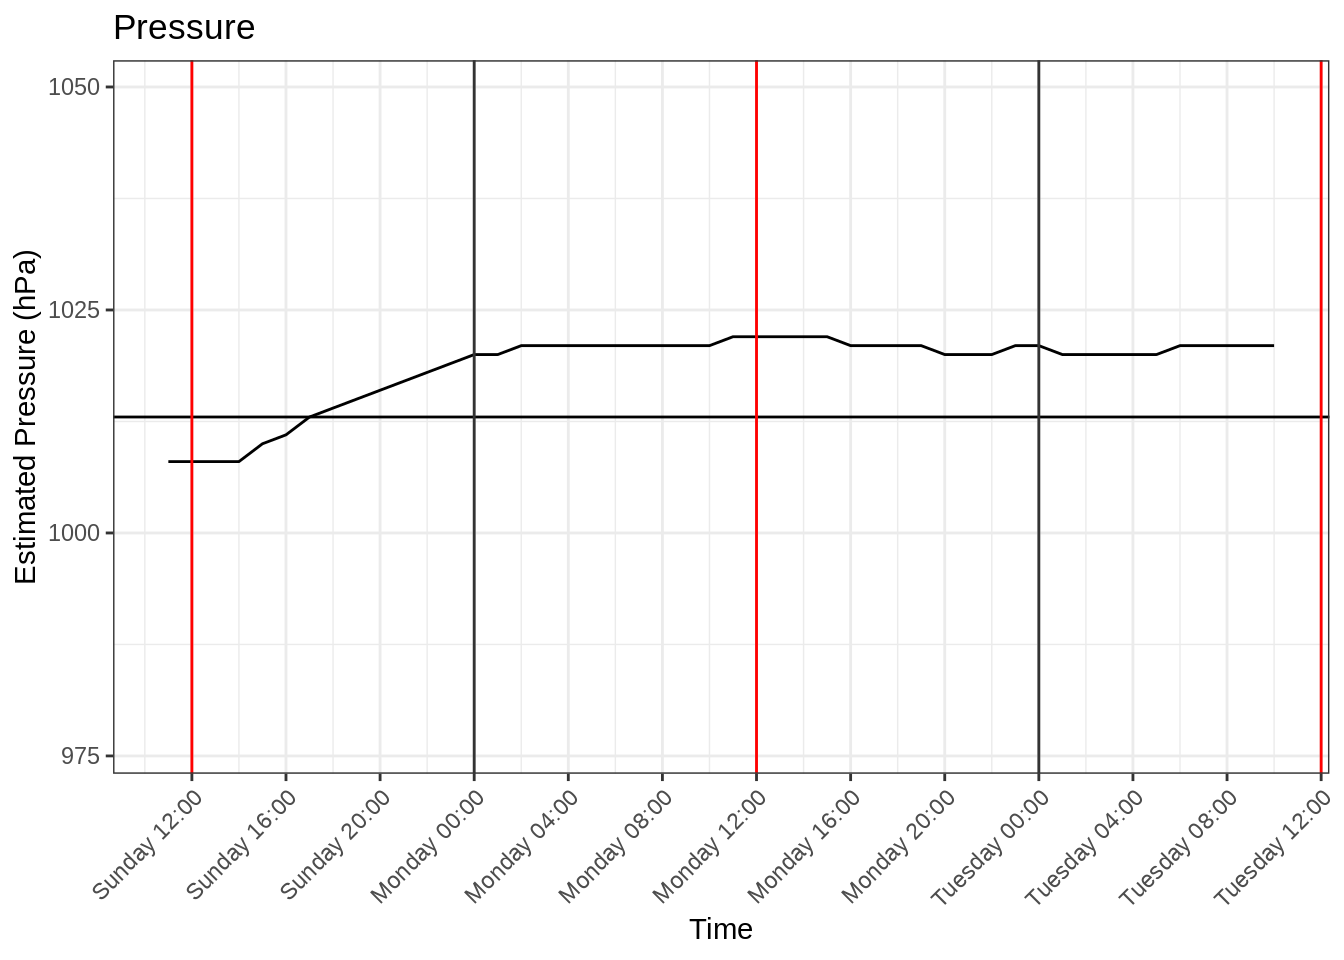 Pressure
Estimated Pressure (hPa)
1050
1025
1000
975
Sunday 12:00
Sunday 16:00
Sunday 20:00
Monday 00:00
Monday 04:00
Monday 08:00
Monday 12:00
Monday 16:00
Monday 20:00
Tuesday 00:00
Tuesday 04:00
Tuesday 08:00
Tuesday 12:00
Time